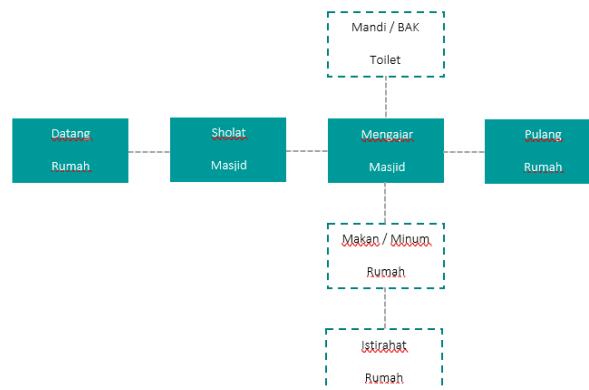 Mandi / BAK
Toilet
Datang
Rumah
Sholat
Masjid
Mengajar
Masjid
Pulang
Rumah
Makan / Minum
Rumah
Istirahat
Rumah